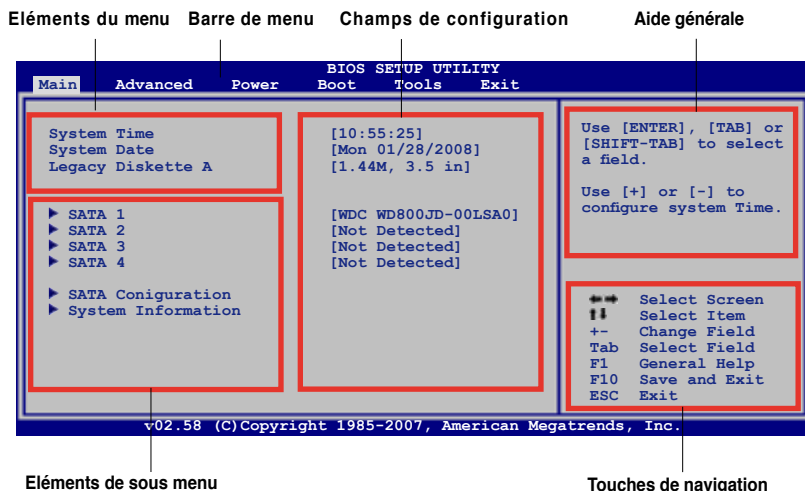 Eléments du menu Barre de menu Champs de configuration Aide générale
BIOS SETUP UTILITY
Main Advanced Power Boot Tools Exit
System Time [10:55:25]
System Date [Mon 01/28/2008]
Legacy Diskette A [1.44M, 3.5 in]
SATA 1 [WDC WD800JD-00LSA0]
SATA 2 [Not Detected]
SATA 3 [Not Detected]
SATA 4 [Not Detected]
SATA Coniguration
System Information
Use [ENTER], [TAB] or
[SHIFT-TAB] to select
a field.
Use [+] or [-] to
configure system Time.
Select Screen
Select Item
+- Change Field
Tab Select Field
F1 General Help
F10 Save and Exit
ESC Exit
v02.58 (C)Copyright 1985-2007, American Megatrends, Inc.
Eléments de sous menu Touches de navigation